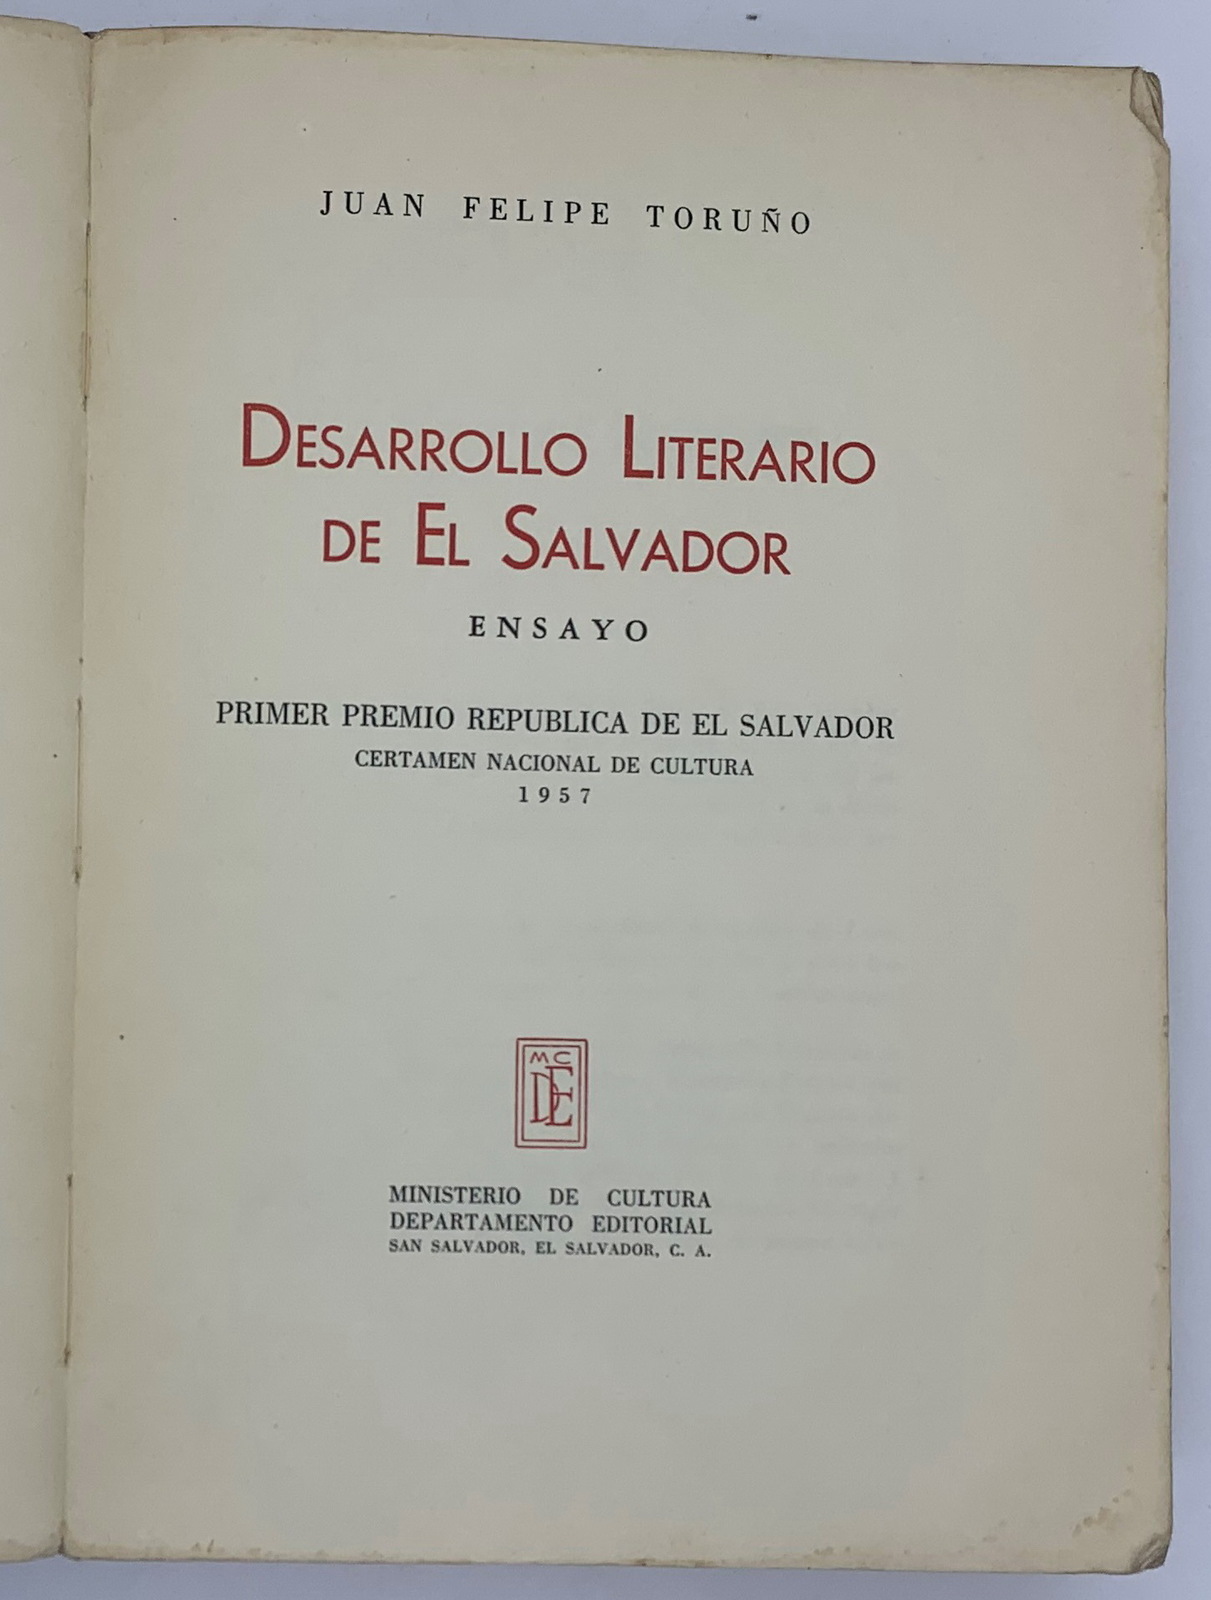 JUAN FELIPE TORUÑO
DESARROLLO LITERARIO
DE EL SALVADOR
ENSAYO
PRIMER PREMIO REPUBLICA DE EL SALVADOR
CERTAMEN NACIONAL DE CULTURA
1957
MC
DE
MINISTERIO DE CULTURA
DEPARTAMENTO EDITORIAL
SAN SALVADOR, EL SALVADOR, C. A.